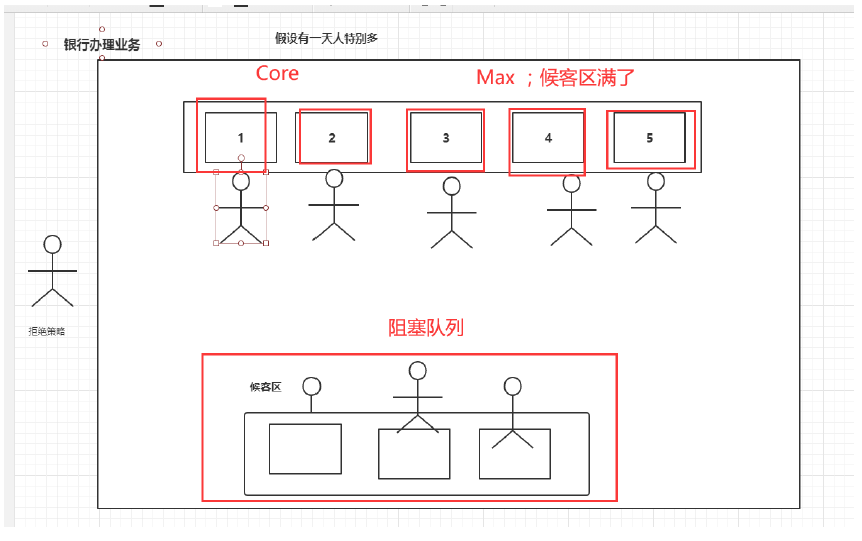 银行办理业务
假设有一天人特别多
Core
Max ；候客区满了
1
2
3
4
5
拒绝策略
阻塞队列
候客区